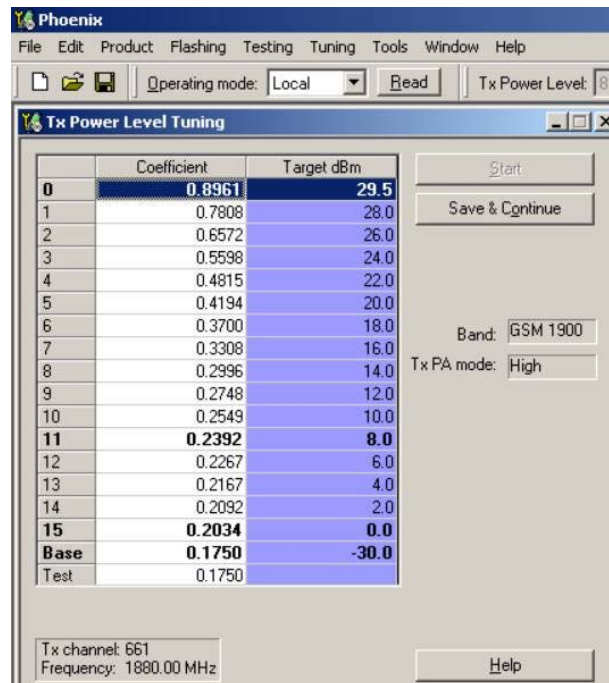 Phoenix
File Edit Product Flashing Testing Tuning Tools Window Help
Operating mode: Local Read Tx Power Level: 8
Tx Power Level Tuning
Coefficient Target dBm
0 0.8961 29.5
1 0.7808 28.0
2 0.6572 26.0
3 0.5598 24.0
4 0.4815 22.0
5 0.4194 20.0
6 0.3700 18.0
7 0.3308 16.0
8 0.2996 14.0
9 0.2748 12.0
10 0.2549 10.0
11 0.2392 8.0
12 0.2267 6.0
13 0.2167 4.0
14 0.2092 2.0
15 0.2034 0.0
Base 0.1750 -30.0
Test 0.1750
Start
Save & Continue
Band: GSM 1900
Tx PA mode: High
Tx channel: 661
Frequency: 1880.00 MHz
Help